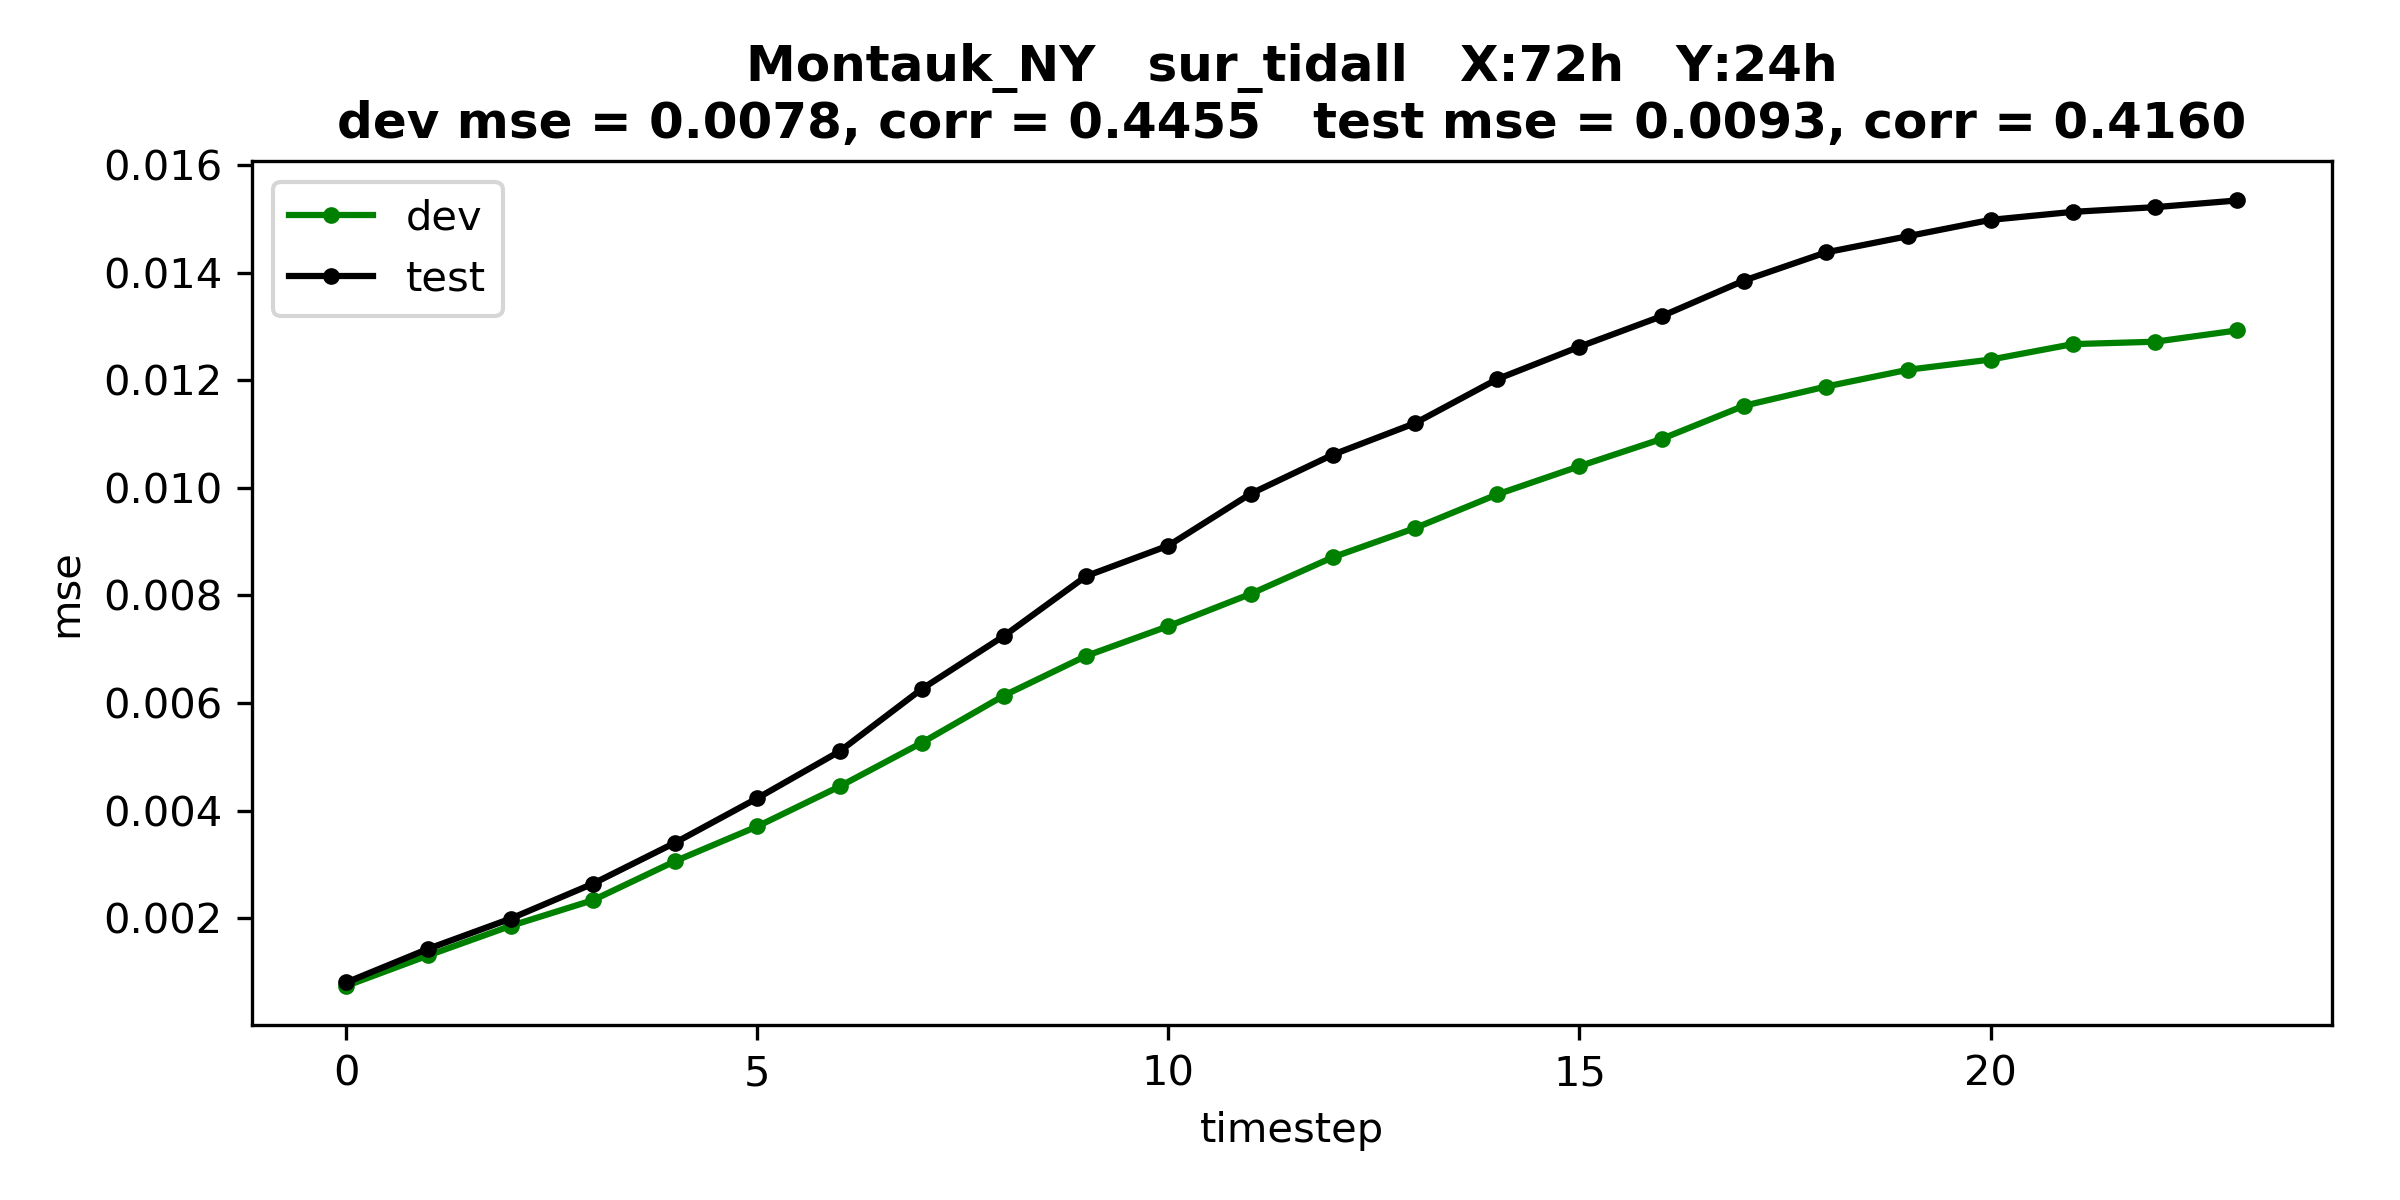 Montauk_NY   sur_tidall   X:72h   Y:24h
dev mse = 0.0078, corr = 0.4455   test mse = 0.0093, corr = 0.4160
0.016
0.014
0.012
0.010
0.008
0.006
0.004
0.002
mse
dev
test
0 5 10 15 20
timestep